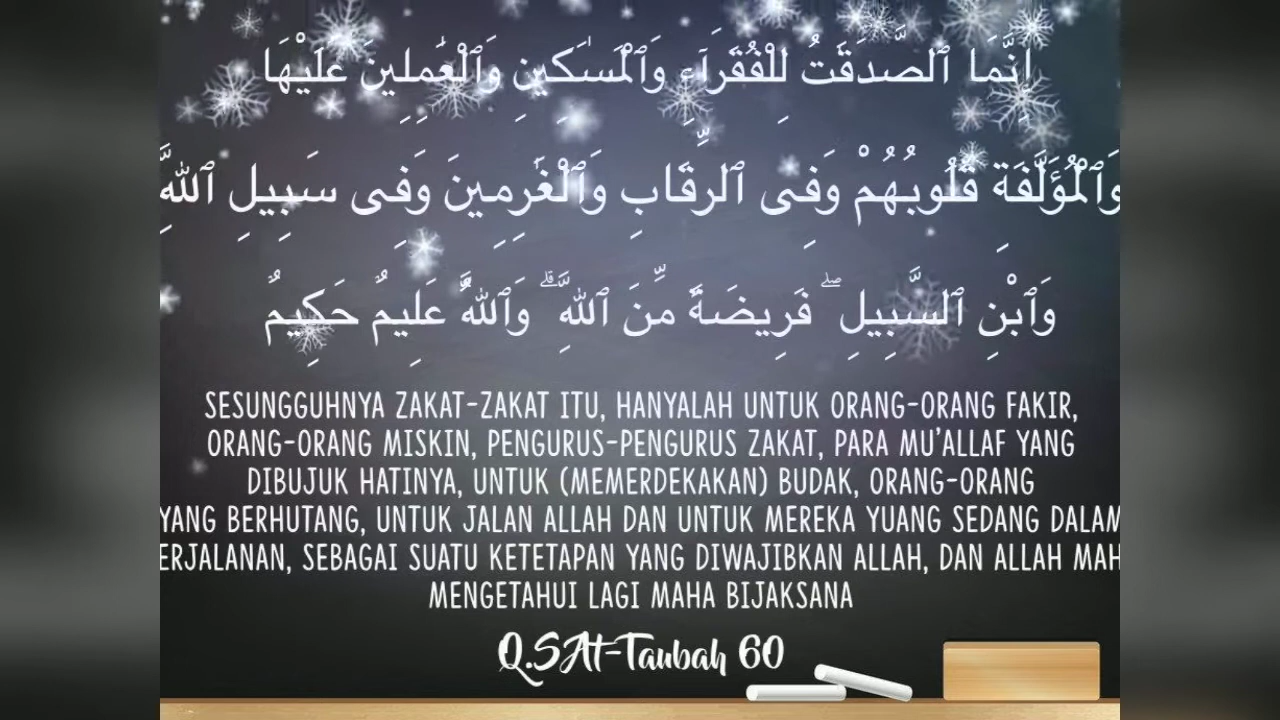 إِنَّمَا ٱلصَّدَقَٰتُ لِلْفُقَرَآءِ وَٱلْمَسَٰكِينِ وَٱلْعَٰمِلِينَ عَلَيْهَا
وَٱلْمُؤَلَّفَةِ قُلُوبُهُمْ وَفِى ٱلرِّقَابِ وَٱلْغَٰرِمِينَ وَفِى سَبِيلِ ٱللَّهِ
وَٱبْنِ ٱلسَّبِيلِ ۖ فَرِيضَةً مِّنَ ٱللَّهِ ۗ وَٱللَّهُ عَلِيمٌ حَكِيمٌ
SESUNGGUHNYA ZAKAT-ZAKAT ITU, HANYALAH UNTUK ORANG-ORANG FAKIR,
ORANG-ORANG MISKIN, PENGURUS-PENGURUS ZAKAT, PARA MU'ALLAF YANG
DIBUJUK HATINYA, UNTUK (MEMERDEKAKAN) BUDAK, ORANG-ORANG
YANG BERHUTANG, UNTUK JALAN ALLAH DAN UNTUK MEREKA YUANG SEDANG DALAM
ERJALANAN, SEBAGAI SUATU KETETAPAN YANG DIWAJIBKAN ALLAH, DAN ALLAH MAH
MENGETAHUI LAGI MAHA BIJAKSANA
Q.S At-Taubah 60